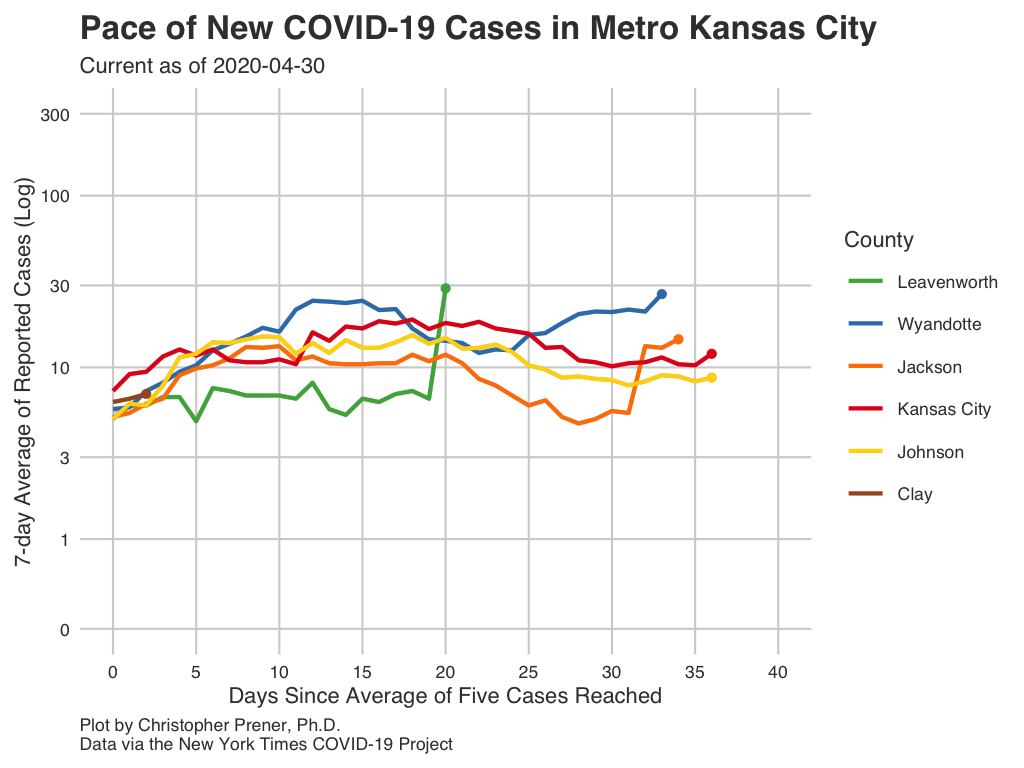 Pace of New COVID-19 Cases in Metro Kansas City
Current as of 2020-04-30
7-day Average of Reported Cases (Log)
300
100
30
10
3
1
0
0 5 10 15 20 25 30 35 40
Days Since Average of Five Cases Reached
County
Leavenworth
Wyandotte
Jackson
Kansas City
Johnson
Clay
Plot by Christopher Prener, Ph.D.
Data via the New York Times COVID-19 Project